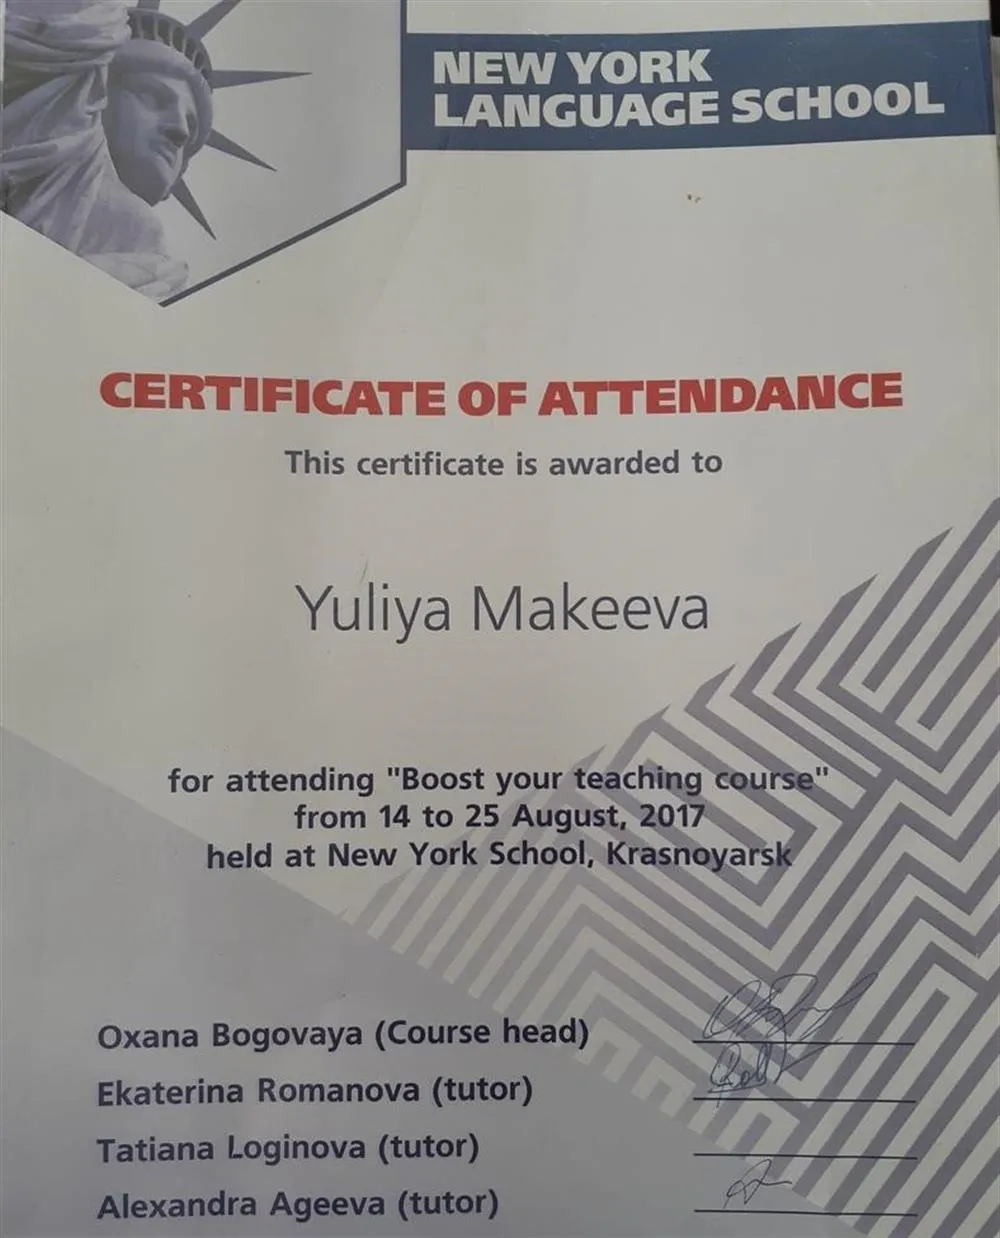 NEW YORK
LANGUAGE SCHOOL
CERTIFICATE OF ATTENDANCE
This certificate is awarded to
Yuliya Makeeva
for attending "Boost your teaching course"
from 14 to 25 August, 2017
held at New York School, Krasnoyarsk
Oxana Bogovaya (Course head)
Ekaterina Romanova (tutor)
Tatiana Loginova (tutor)
Alexandra Ageeva (tutor)